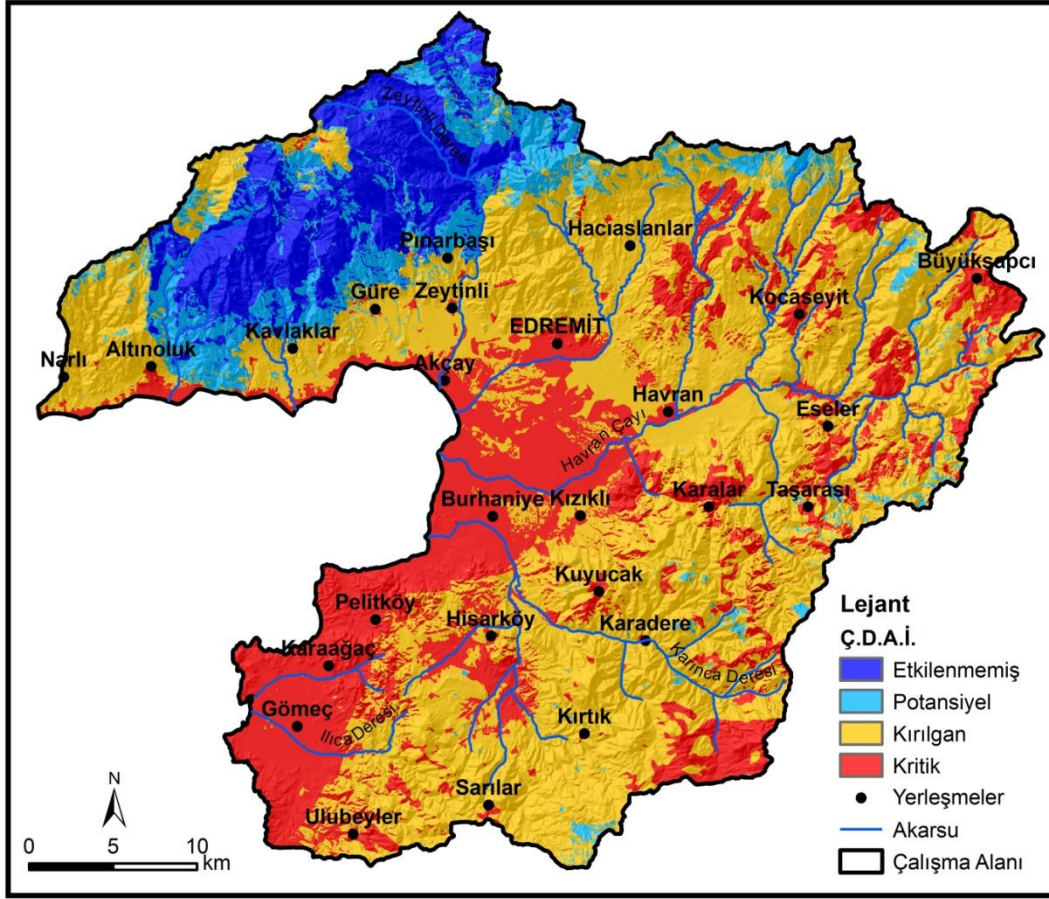 Zeytinli Deresi
Pınarbaşı
Hacıaslanlar
Büyükşapcı
Güre
Zeytinli
Kocaseyit
EDREMİT
Kavlaklar
Narlı
Altınoluk
Akçay
Havran
Eseler
Havran Çayı
Burhaniye
Kızıklı
Karalar
Taşarası
Kuyucak
Pelitköy
Hisarköy
Karadere
Karaağaç
Karınca Deresi
Gömeç
Ilıca Deresi
Kırtık
Sarılar
Ulubeyler
N
0 5 10
km
Lejant
Ç.D.A.İ.
Etkilenmemiş
Potansiyel
Kırılgan
Kritik
Yerleşmeler
Akarsu
Çalışma Alanı